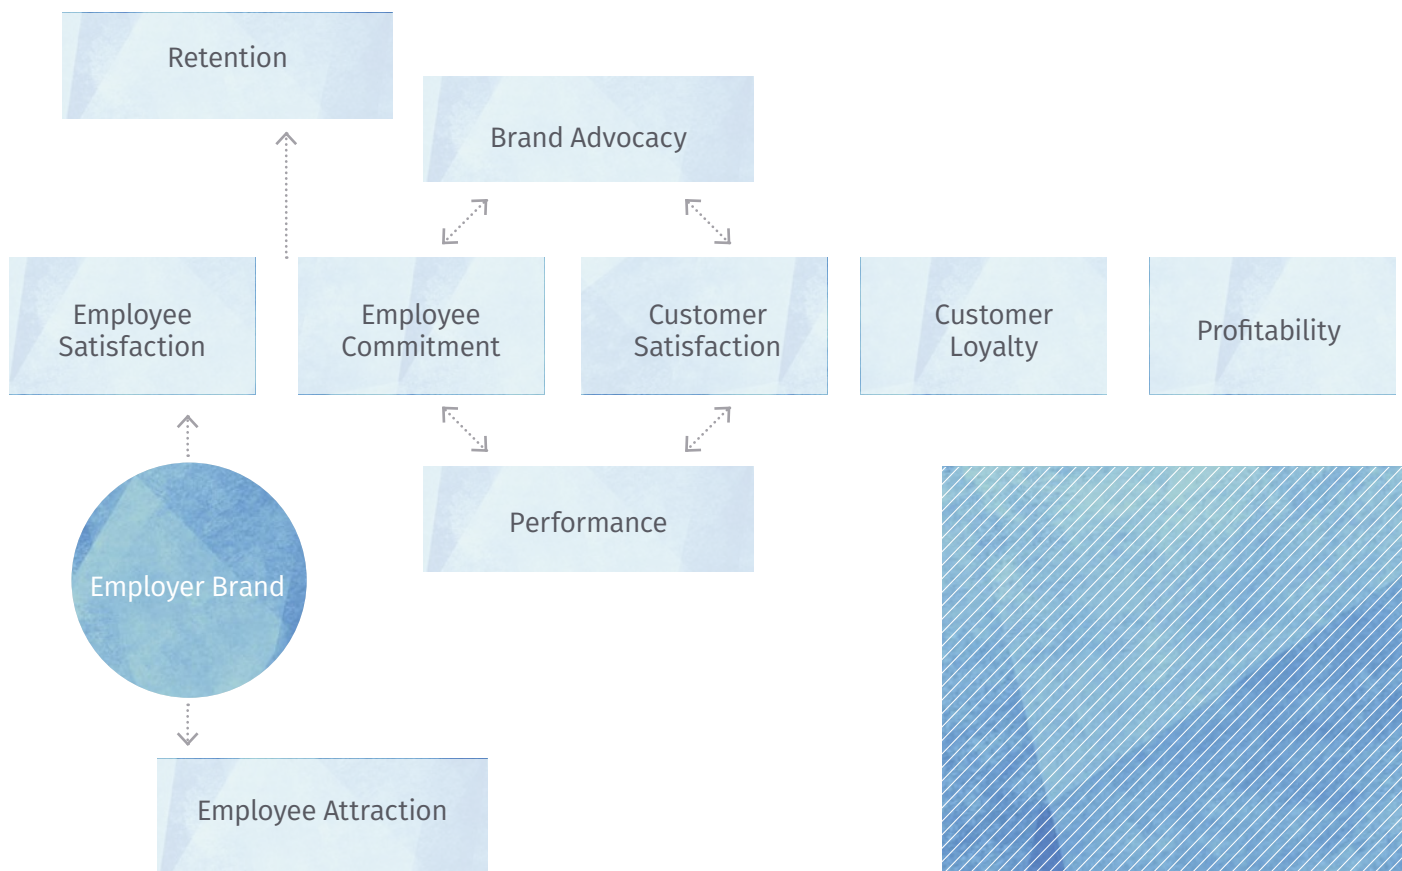 Retention
Brand Advocacy
Employee
Satisfaction
Employee
Commitment
Customer
Satisfaction
Customer
Loyalty
Profitability
Performance
Employer Brand
Employee Attraction